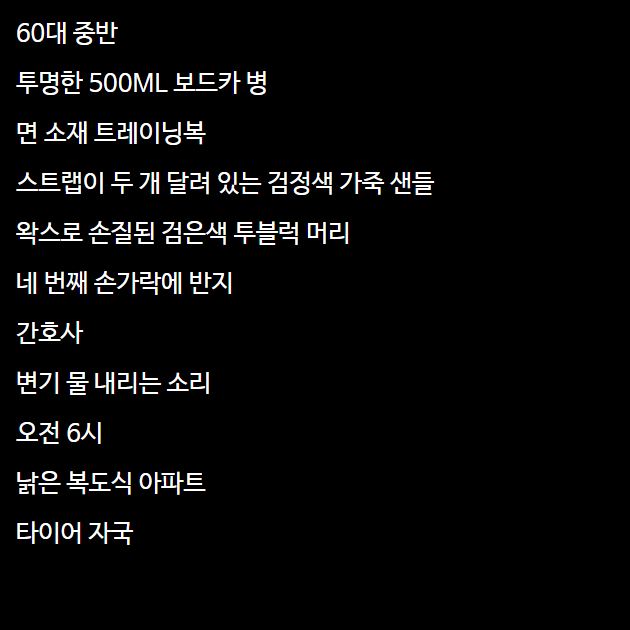 60대 중반
투명한 500ML 보드카 병
면 소재 트레이닝복
스트랩이 두 개 달려 있는 검정색 가죽 샌들
왁스로 손질된 검은색 투블럭 머리
네 번째 손가락에 반지
간호사
변기 물 내리는 소리
오전 6시
낡은 복도식 아파트
타이어 자국